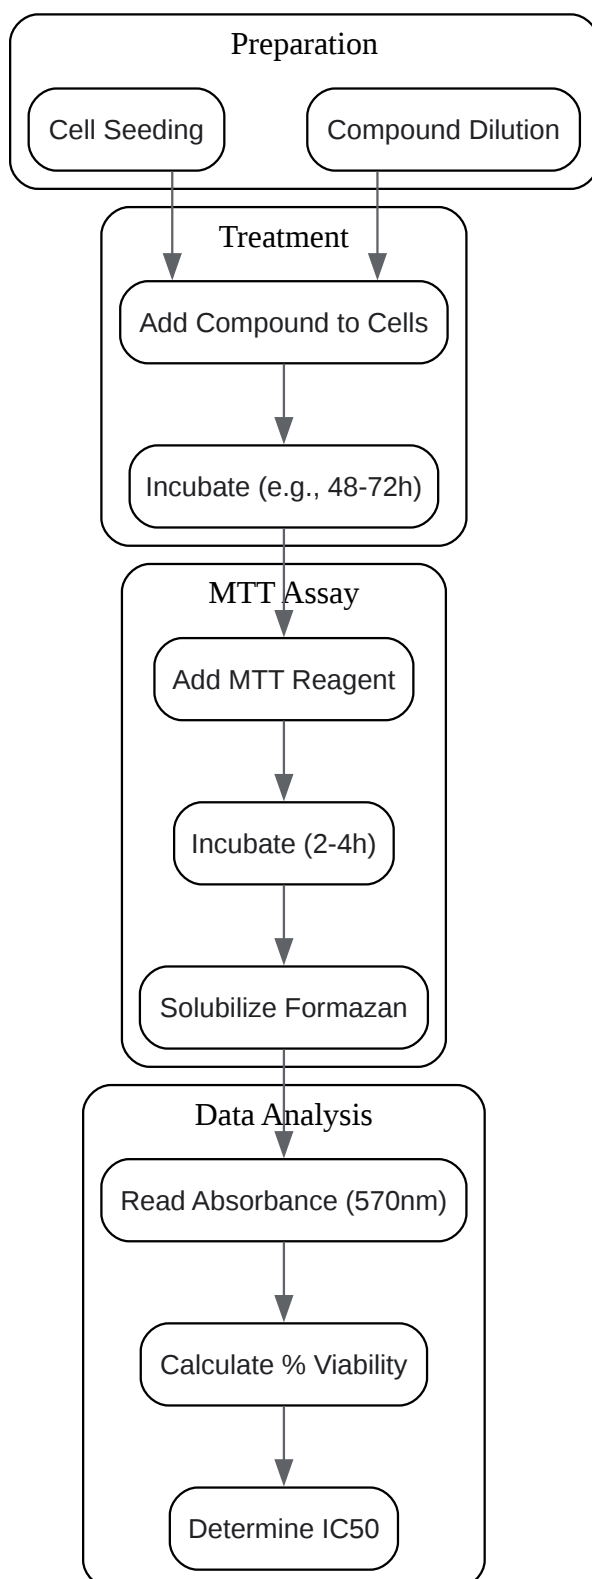 Preparation
Cell Seeding
Compound Dilution
Treatment
Add Compound to Cells
Incubate (e.g., 48-72h)
MTT Assay
Add MTT Reagent
Incubate (2-4h)
Solubilize Formazan
Data Analysis
Read Absorbance (570nm)
Calculate % Viability
Determine IC50